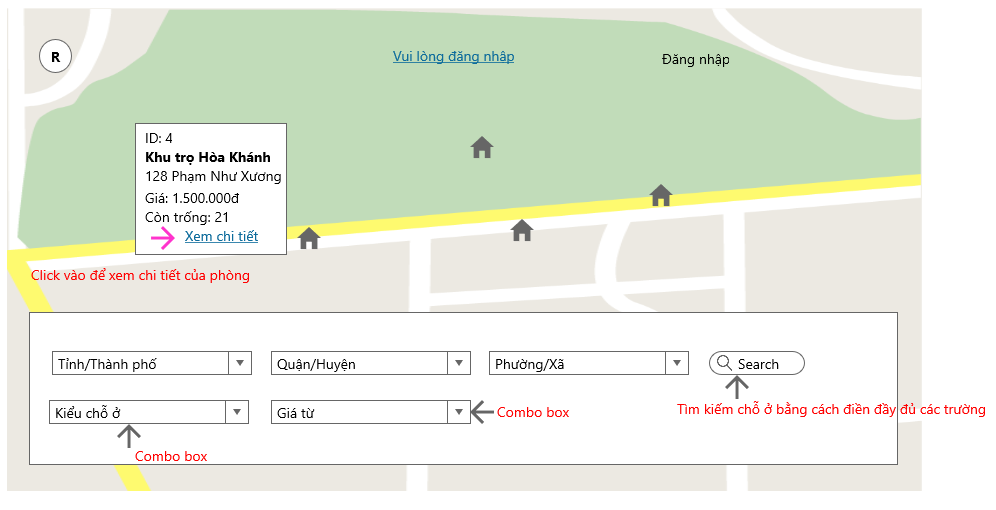 R
Vui lòng đăng nhâp
Đăng nhập
ID: 4
Khu trọ Hòa Khánh
128 Phạm Như Xương
Giá: 1.500.000đ
Còn trống: 21
Xem chi tiết
Click vào để xem chi tiết của phòng
Tỉnh/Thành phố
Quận/Huyện
Phường/Xã
Search
Kiểu chỗ ở
Giá từ
Combo box
Tìm kiếm chỗ ở bằng cách điền đầy đủ các trường
Combo box